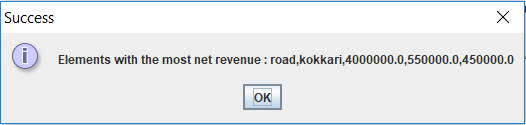 Success
Elements with the most net revenue : road,kokkari,4000000.0,550000.0,450000.0
OK